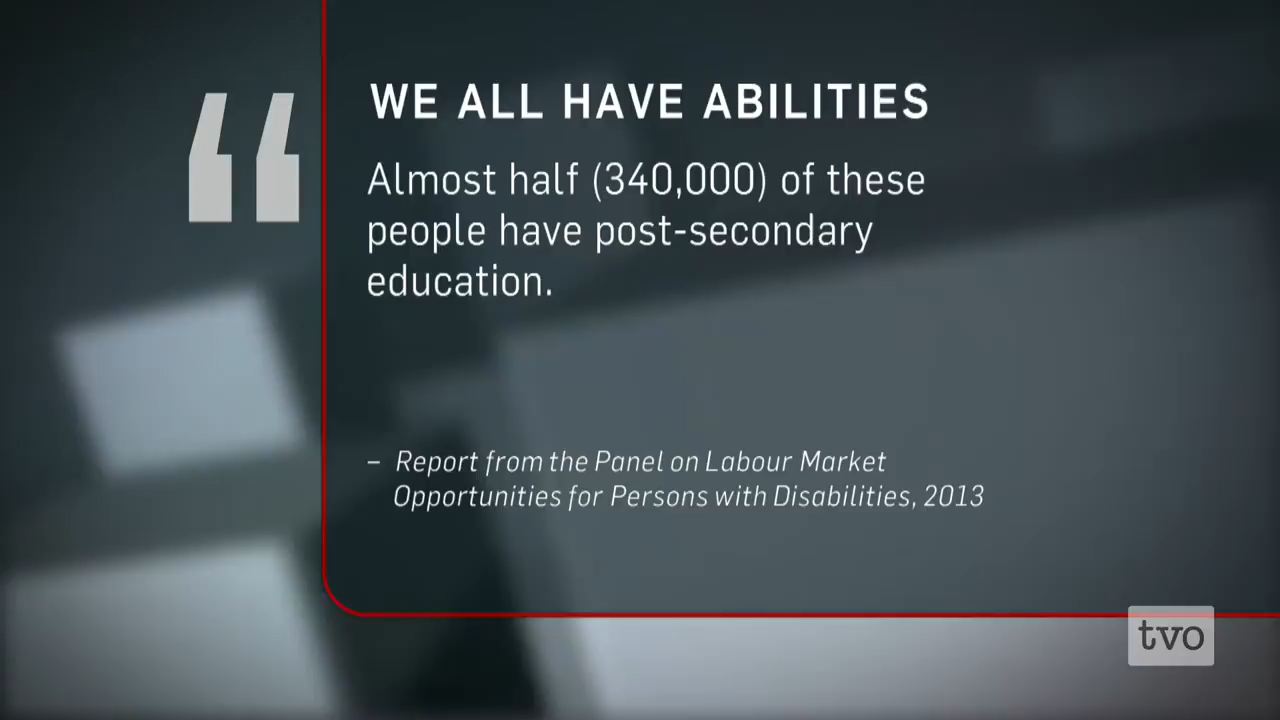 “
WE ALL HAVE ABILITIES
Almost half (340,000) of these
people have post-secondary
education.
– Report from the Panel on Labour Market
Opportunities for Persons with Disabilities, 2013
tvo